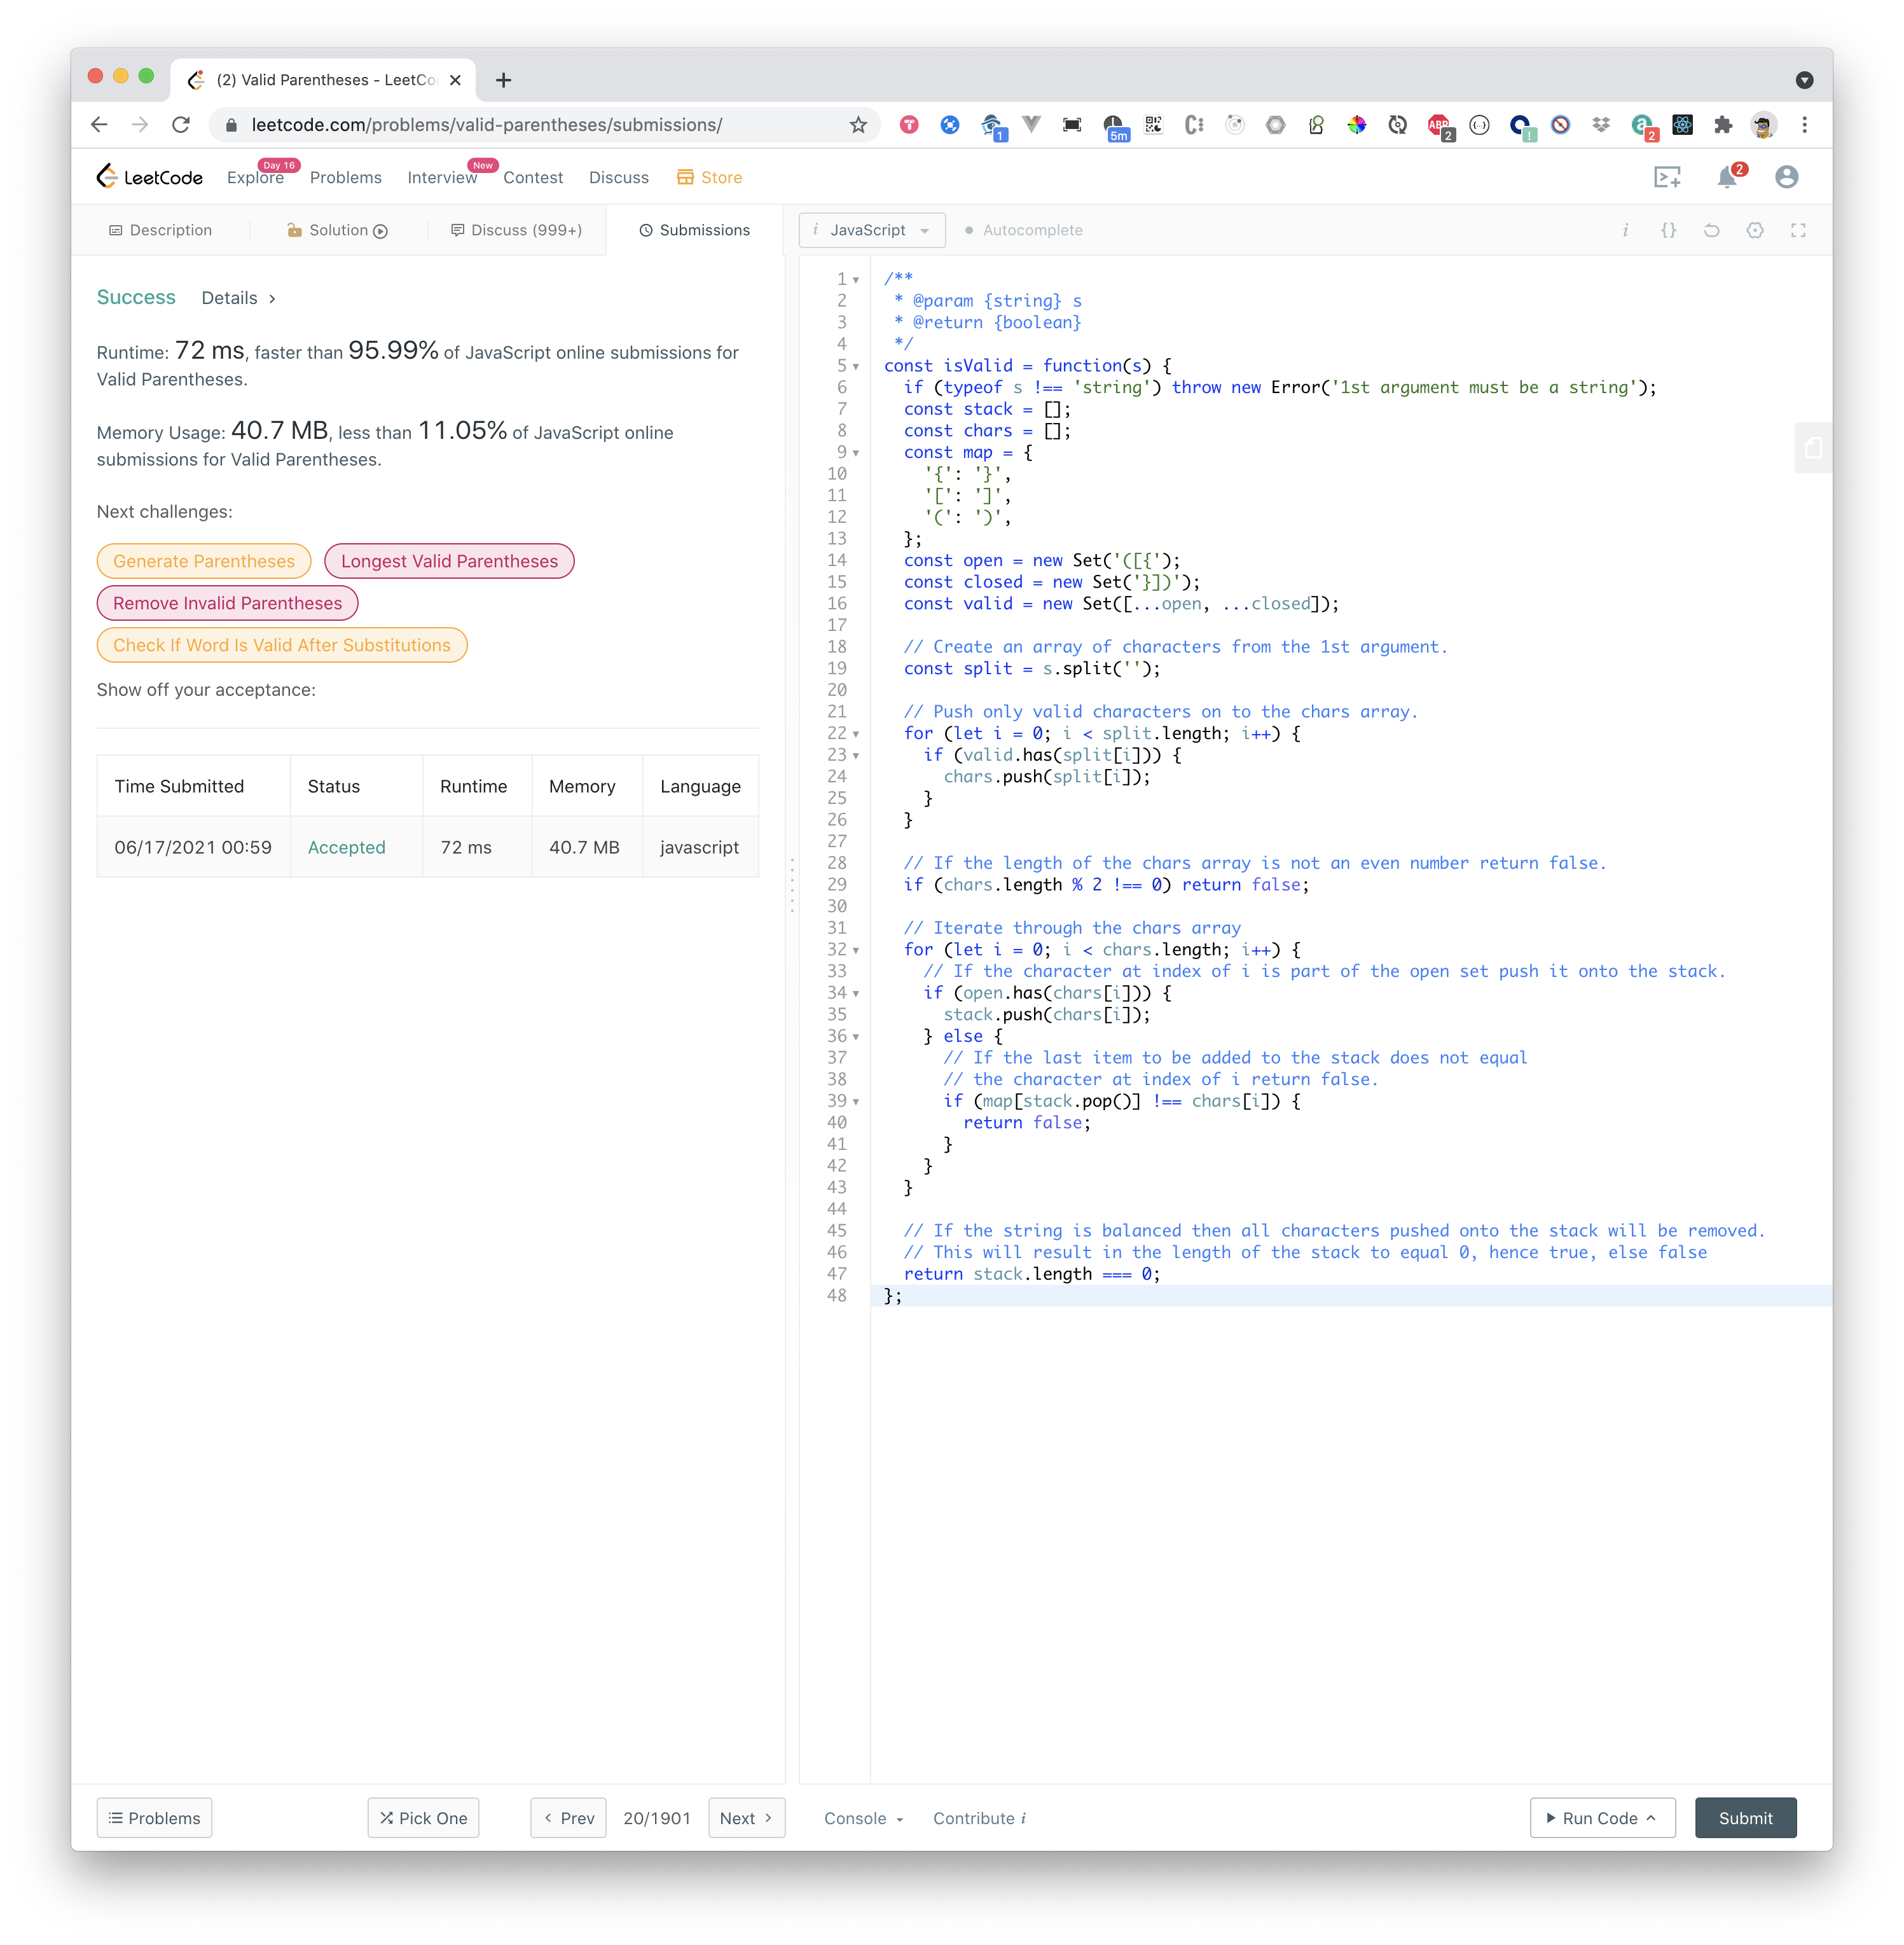 (2) Valid Parentheses - LeetCo
leetcode.com/problems/valid-parentheses/submissions/
1
5m
ABP
2
!
2
LeetCode
Explore
Day 16
Problems
Interview
New
Contest
Discuss
Store
2
Description
Solution
Discuss (999+)
Submissions
i JavaScript
Autocomplete
i {}
Success Details >
Runtime: 72 ms, faster than 95.99% of JavaScript online submissions for
Valid Parentheses.
Memory Usage: 40.7 MB, less than 11.05% of JavaScript online
submissions for Valid Parentheses.
Next challenges:
Generate Parentheses
Longest Valid Parentheses
Remove Invalid Parentheses
Check If Word Is Valid After Substitutions
Show off your acceptance:
Time Submitted Status Runtime Memory Language
06/17/2021 00:59 Accepted 72 ms 40.7 MB javascript
1 /**
2  * @param {string} s
3  * @return {boolean}
4  */
5 const isValid = function(s) {
6   if (typeof s !== 'string') throw new Error('1st argument must be a string');
7   const stack = [];
8   const chars = [];
9   const map = {
10     '{': '}',
11     '[': ']',
12     '(': ')',
13   };
14   const open = new Set('([{');
15   const closed = new Set('}])');
16   const valid = new Set([...open, ...closed]);
17
18   // Create an array of characters from the 1st argument.
19   const split = s.split('');
20
21   // Push only valid characters on to the chars array.
22   for (let i = 0; i < split.length; i++) {
23     if (valid.has(split[i])) {
24       chars.push(split[i]);
25     }
26   }
27
28   // If the length of the chars array is not an even number return false.
29   if (chars.length % 2 !== 0) return false;
30
31   // Iterate through the chars array
32   for (let i = 0; i < chars.length; i++) {
33     // If the character at index of i is part of the open set push it onto the stack.
34     if (open.has(chars[i])) {
35       stack.push(chars[i]);
36     } else {
37       // If the last item to be added to the stack does not equal
38       // the character at index of i return false.
39       if (map[stack.pop()] !== chars[i]) {
40         return false;
41       }
42     }
43   }
44
45   // If the string is balanced then all characters pushed onto the stack will be removed.
46   // This will result in the length of the stack to equal 0, hence true, else false
47   return stack.length === 0;
48 };
Problems
Pick One
< Prev
20/1901
Next >
Console
Contribute i
Run Code
Submit